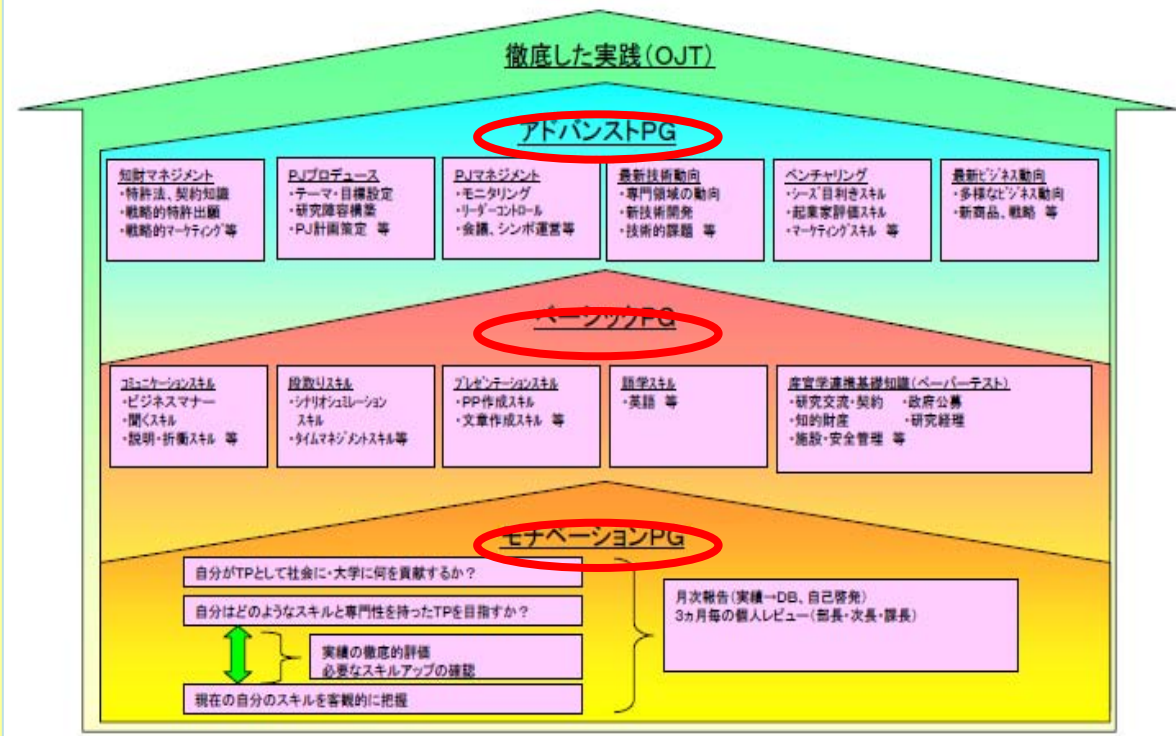 徹底した実践(OJT)
アドバンストPG
知財マネジメント
・特許法、契約知識
・戦略的特許出願
・戦略的マーケティング等
PJプロデュース
・テーマ・目標設定
・研究陣容構築
・PJ計画策定 等
PJマネジメント
・モニタリング
・リーダーコントロール
・会議、シンポ運営等
最新技術動向
・専門領域の動向
・新技術開発
・技術的課題 等
ベンチャリング
・シーズ目利きスキル
・起業家評価スキル
・マーケティングスキル 等
最新ビジネス動向
・多様なビジネス動向
・新商品、戦略 等
ベーシックPG
コミュニケーションスキル
・ビジネスマナー
・聞くスキル
・説明・折衝スキル 等
段取りスキル
・シナリオシュミレーション
スキル
・タイムマネジメントスキル等
プレゼンテーションスキル
・PP作成スキル
・文章作成スキル 等
語学スキル
・英語 等
産官学連携基礎知識(ペーパーテスト)
・研究交流・契約 ・政府公募
・知的財産 ・研究経理
・施設・安全管理 等
モチベーションPG
自分がTPとして社会に・大学に何を貢献するか？
自分はどのようなスキルと専門性を持ったTPを目指すか？
実績の徹底的評価
必要なスキルアップの確認
現在の自分のスキルを客観的に把握
月次報告(実績→DB、自己啓発)
3ヵ月毎の個人レビュー(部長・次長・課長)